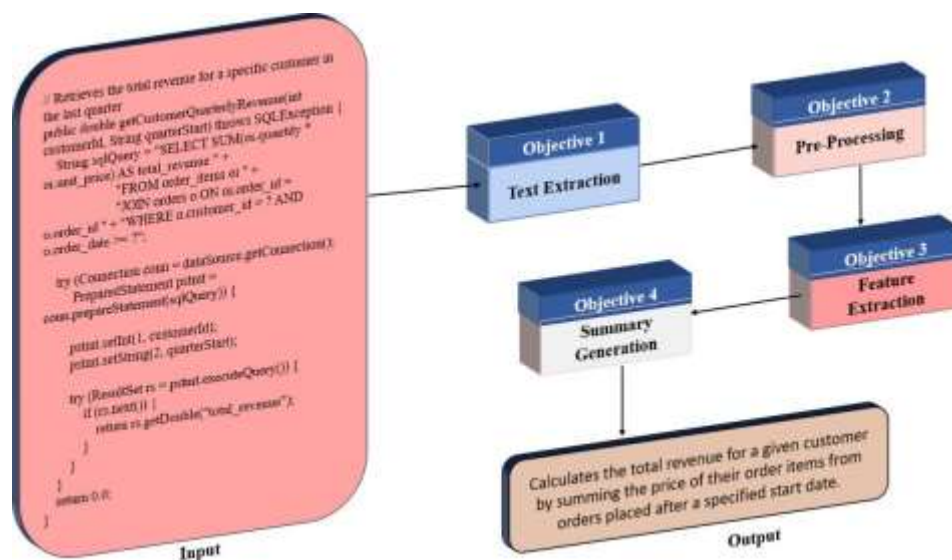 // Retrieves the total revenue for a specific customer in
the last quarter
public double getCustomerQuarterlyRevenue(int
customerId, String quarterStart) throws SQLException {
String sqlQuery = "SELECT SUM(oi.quantity *
oi.unit_price) AS total_revenue " +
"FROM order_items oi " +
"JOIN orders o ON oi.order_id =
o.order_id " + "WHERE o.customer_id = ? AND
o.order_date >= ?";
try (Connection conn = dataSource.getConnection();
PreparedStatement pstmt =
conn.prepareStatement(sqlQuery)) {
pstmt.setInt(1, customerId);
pstmt.setString(2, quarterStart);
try (ResultSet rs = pstmt.executeQuery()) {
if (rs.next()) {
return rs.getDouble("total_revenue");
}
}
}
return 0.0;
}
Input
Objective 1
Text Extraction
Objective 2
Pre-Processing
Objective 3
Feature
Extraction
Objective 4
Summary
Generation
Calculates the total revenue for a given customer
by summing the price of their order items from
orders placed after a specified start date.
Output